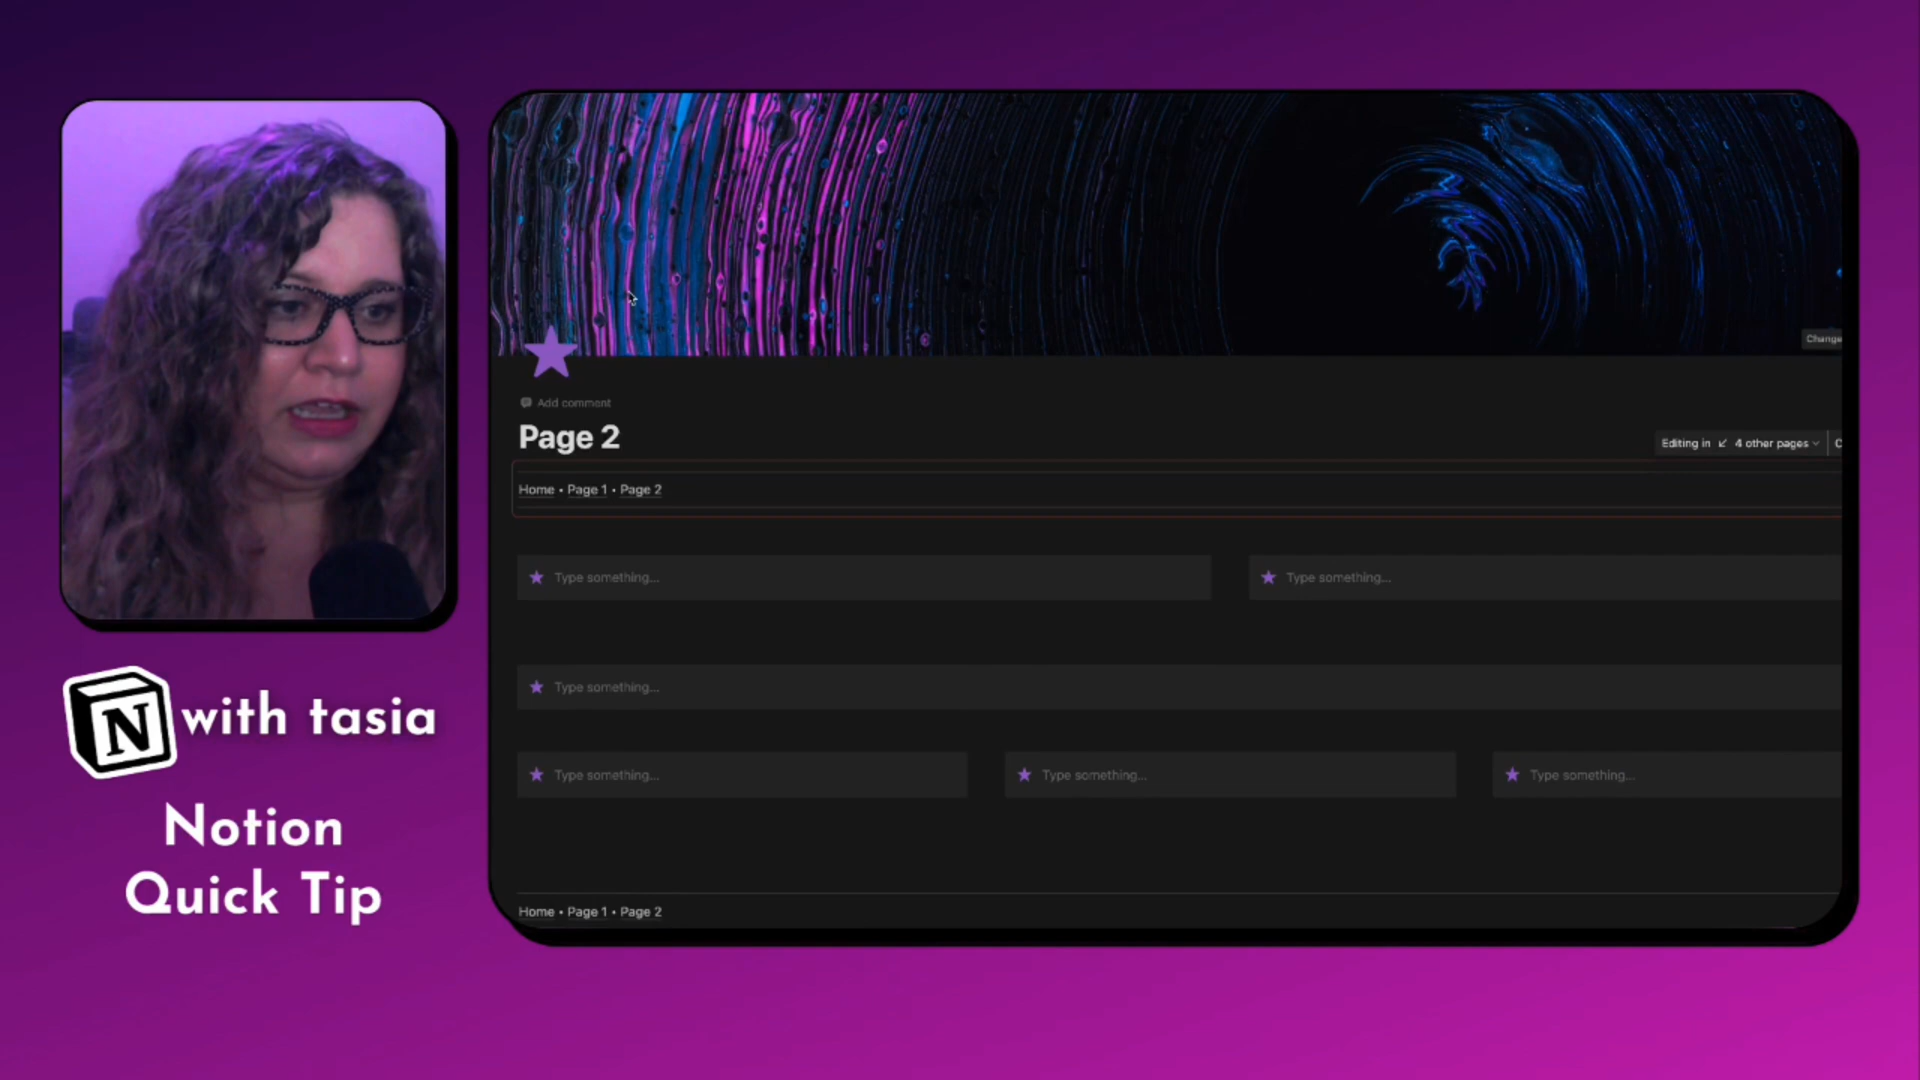 N with tasia
Notion
Quick Tip
Change
Add comment
Page 2
Editing in ↙ 4 other pages
Home • Page 1 • Page 2
Type something...
Type something...
Type something...
Type something...
Type something...
Type something...
Home • Page 1 • Page 2